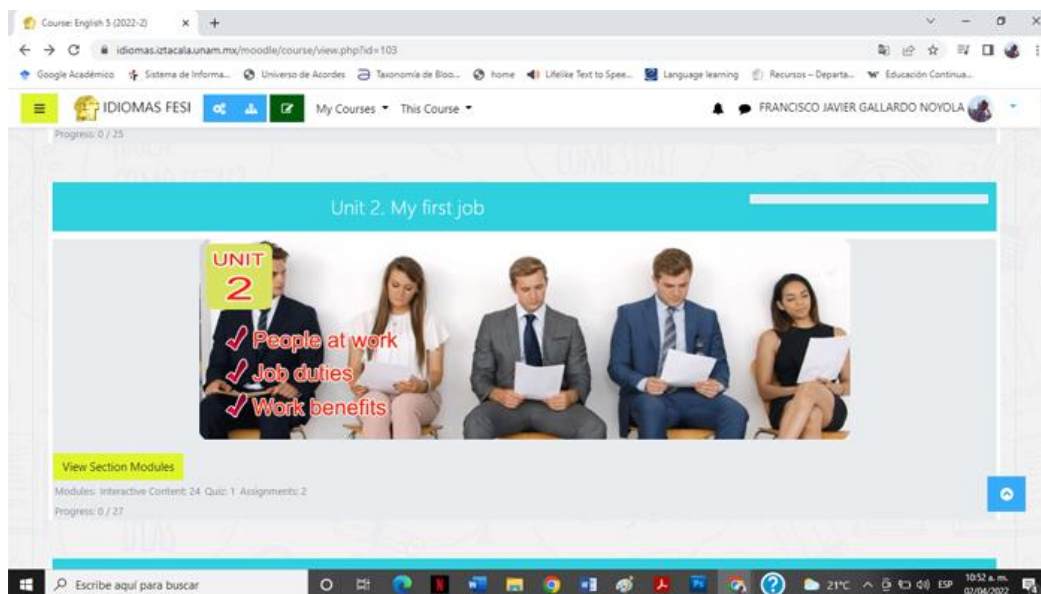 Course: English 5 (2022-2)
idiomas.iztacala.unam.mx/moodle/course/view.php?id=103
Google Académico Sistema de Informa... Universo de Acordes Taxonomía de Bloo... home Lifelike Text to Spee... Language learning Recursos – Departa... Educación Continua...
IDIOMAS FESI My Courses This Course FRANCISCO JAVIER GALLARDO NOYOLA
Progress: 0 / 25
Unit 2. My first job
UNIT
2
People at work
Job duties
Work benefits
View Section Modules
Modules: Interactive Content: 24 Quiz: 1 Assignments: 2
Progress: 0 / 27
Escribe aquí para buscar 21°C ESP 10:52 a. m.
02/04/2022